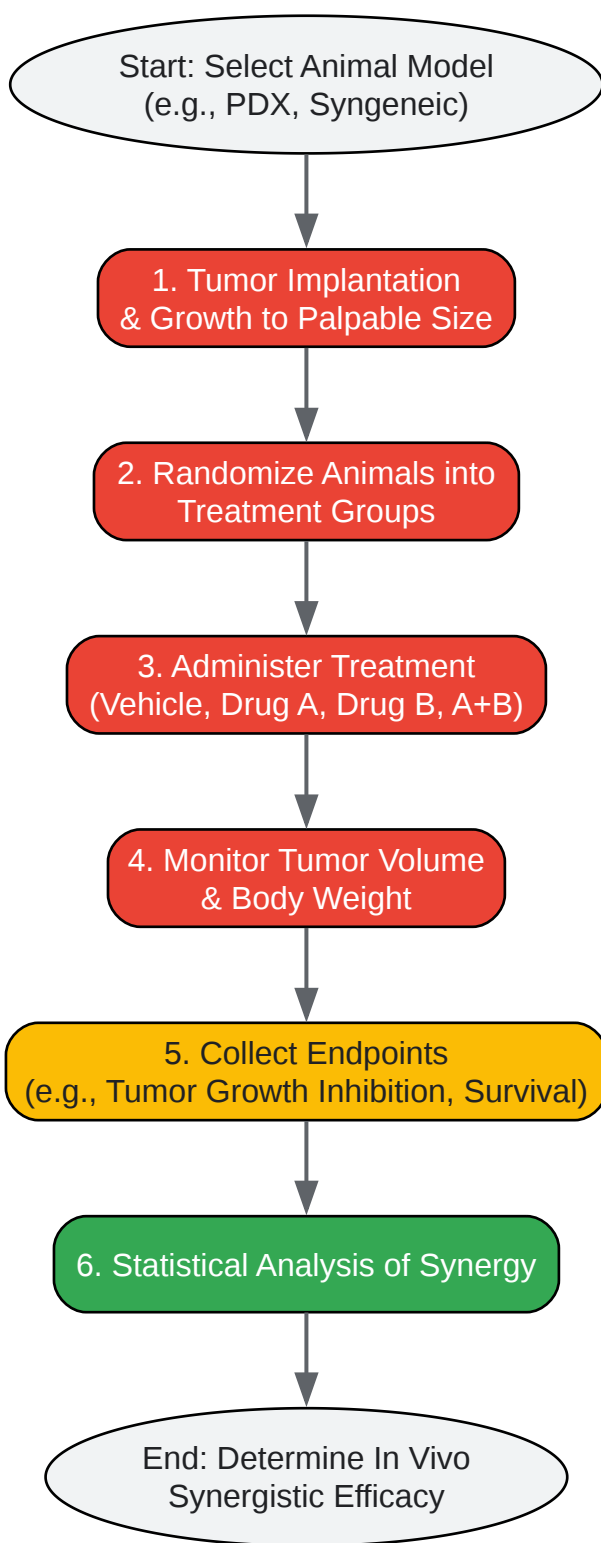 Start: Select Animal Model
(e.g., PDX, Syngeneic)
1. Tumor Implantation
& Growth to Palpable Size
2. Randomize Animals into
Treatment Groups
3. Administer Treatment
(Vehicle, Drug A, Drug B, A+B)
4. Monitor Tumor Volume
& Body Weight
5. Collect Endpoints
(e.g., Tumor Growth Inhibition, Survival)
6. Statistical Analysis of Synergy
End: Determine In Vivo
Synergistic Efficacy